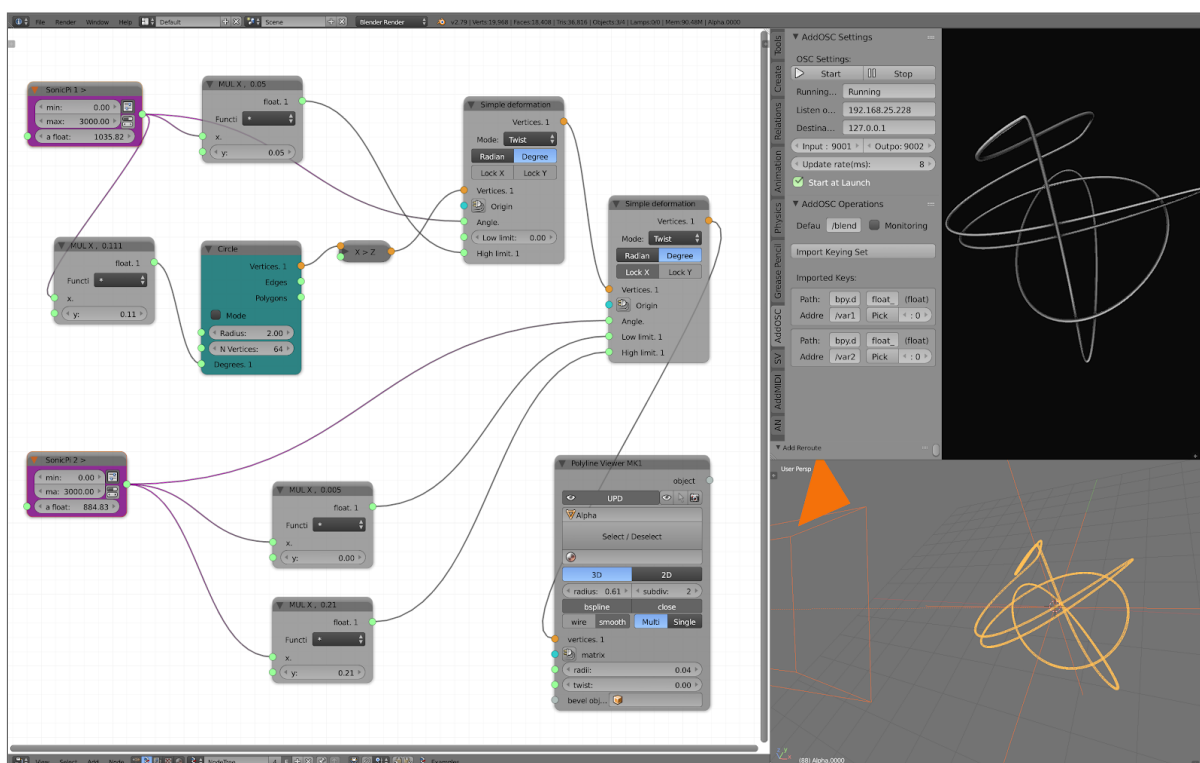 File Render Window Help Default Scene Blender Render v2.79 | Verts:19,968 | Faces:18,408 | Tris:36,816 | Objects:3/4 | Lamps:0/0 | Mem:90.48M | Alpha.0000
SonicPi 1 >
min: 0.00
max: 3000.00
a float: 1035.82
MUL X , 0.05
float. 1
Functi *
x.
y: 0.05
Simple deformation
Vertices. 1
Mode: Twist
Radian Degree
Lock X Lock Y
Vertices. 1
Origin
Angle.
Low limit: 0.00
High limit. 1
Simple deformation
Vertices. 1
Mode: Twist
Radian Degree
Lock X Lock Y
Vertices. 1
Origin
Angle.
Low limit. 1
High limit. 1
MUL X , 0.111
float. 1
Functi *
x.
y: 0.11
Circle
Vertices. 1
Edges
Polygons
Mode
Radius: 2.00
N Vertices: 64
Degrees. 1
X > Z
SonicPi 2 >
min: 0.00
ma: 3000.00
a float: 884.83
MUL X , 0.005
float. 1
Functi *
x.
y: 0.00
MUL X , 0.21
float. 1
Functi *
x.
y: 0.21
Polyline Viewer MK1
object
UPD
Alpha
Select / Deselect
3D 2D
radius: 0.61 subdiv: 2
bspline close
wire smooth Multi Single
vertices. 1
matrix
radii: 0.04
twist: 0.00
bevel obj...
Tools
Create
Relations
Animation
Physics
Grease Pencil
AddOSC
SV
AddMIDI
AN
AddOSC Settings
OSC Settings:
Start Stop
Running... Running
Listen o... 192.168.25.228
Destina... 127.0.0.1
Input : 9001 Outpo: 9002
Update rate(ms): 8
Start at Launch
AddOSC Operations
Defau /blend Monitoring
Import Keying Set
Imported Keys:
Path: bpy.d float_ (float)
Addre /var1 Pick : 0
Path: bpy.d float_ (float)
Addre /var2 Pick : 0
Add Reroute
User Persp
(88) Alpha.0000
View Select Add Node NodeTree